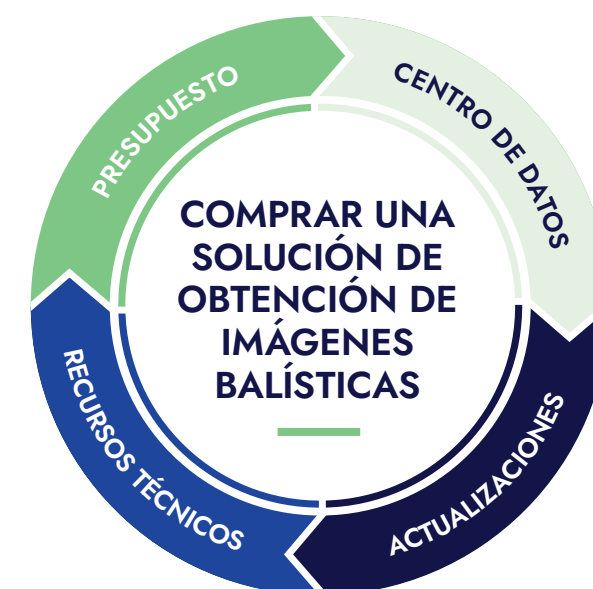 PRESUPUESTO
CENTRO DE DATOS
COMPRAR UNA
SOLUCIÓN DE
OBTENCIÓN DE
IMÁGENES
BALÍSTICAS
RECURSOS TÉCNICOS
ACTUALIZACIONES